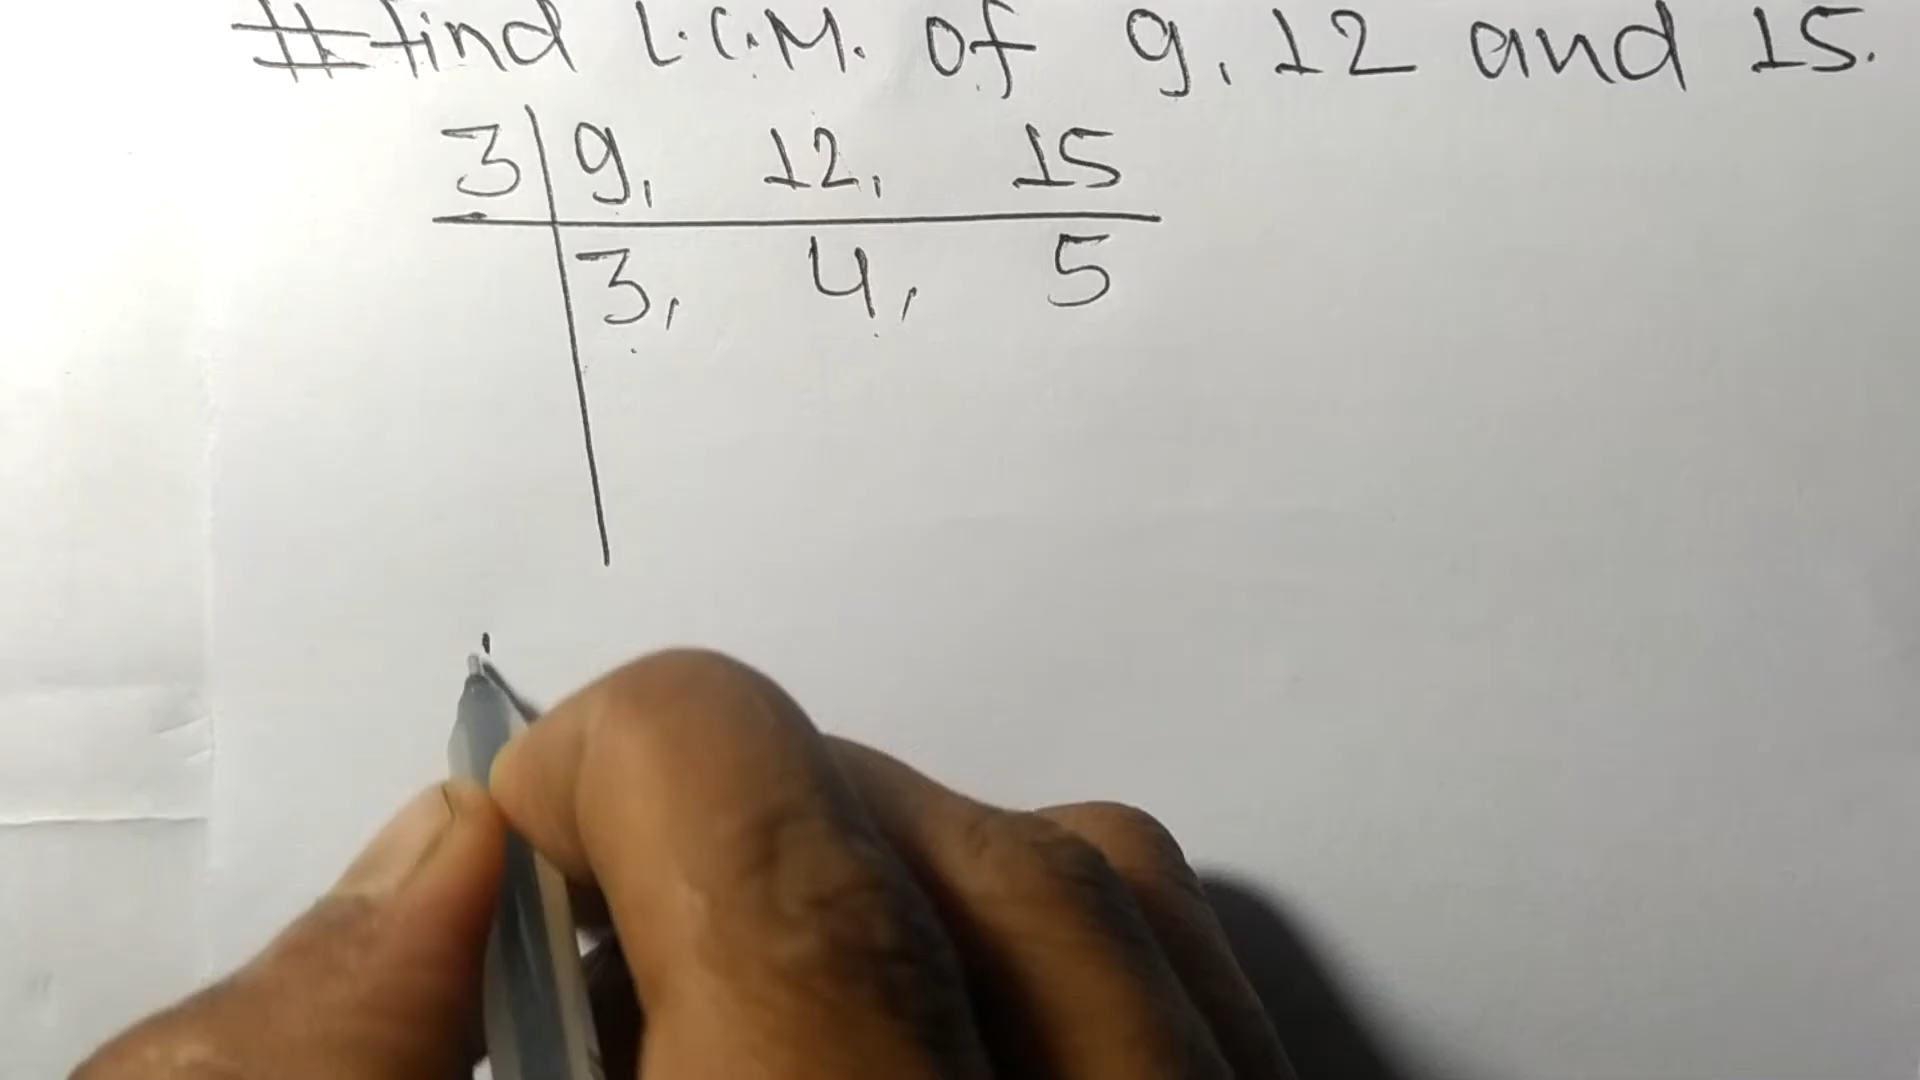 #find L.C.M. of 9, 12 and 15.
3 | 9, 12, 15
3, 4, 5